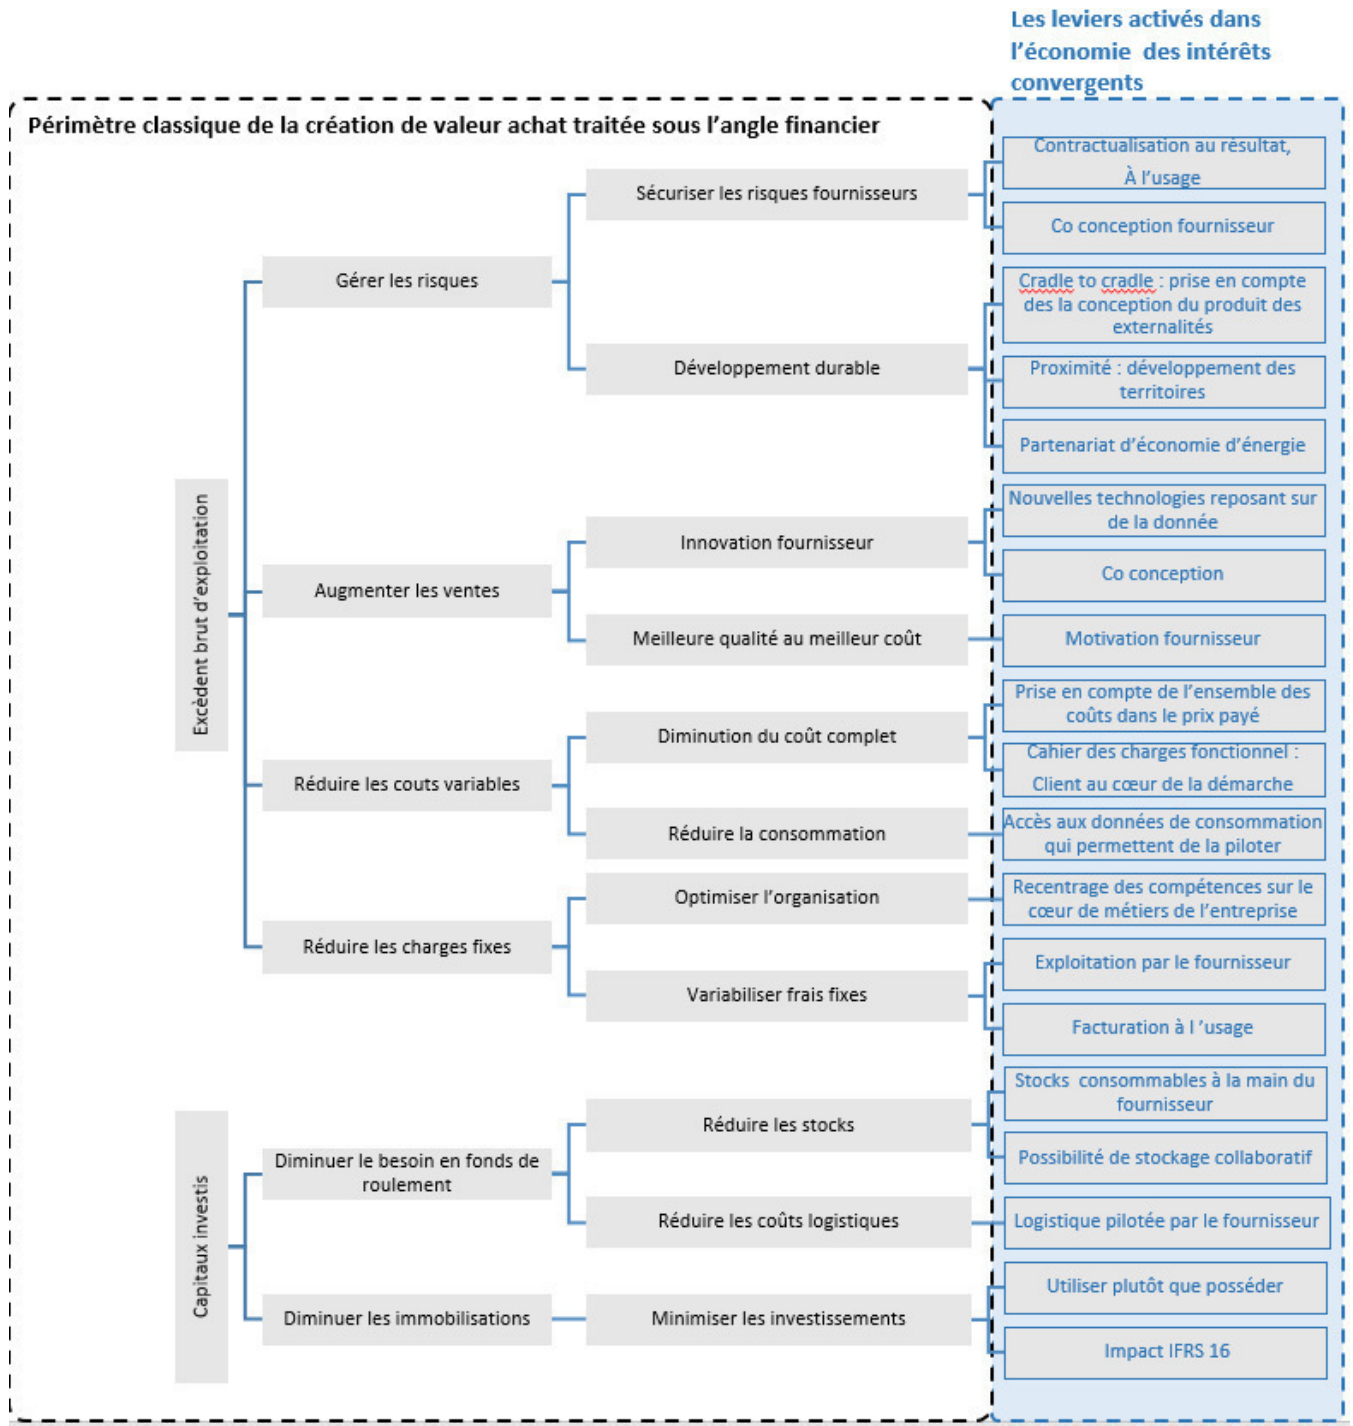 Les leviers activés dans
l'économie des intérêts
convergents
Périmètre classique de la création de valeur achat traitée sous l'angle financier
Excèdent brut d'exploitation
Gérer les risques
Sécuriser les risques fournisseurs
Contractualisation au résultat,
À l'usage
Co conception fournisseur
Développement durable
Cradle to cradle : prise en compte
des la conception du produit des
externalités
Proximité : développement des
territoires
Partenariat d'économie d'énergie
Augmenter les ventes
Innovation fournisseur
Nouvelles technologies reposant sur
de la donnée
Co conception
Meilleure qualité au meilleur coût
Motivation fournisseur
Réduire les couts variables
Diminution du coût complet
Prise en compte de l'ensemble des
coûts dans le prix payé
Cahier des charges fonctionnel :
Client au cœur de la démarche
Réduire la consommation
Accès aux données de consommation
qui permettent de la piloter
Réduire les charges fixes
Optimiser l'organisation
Recentrage des compétences sur le
cœur de métiers de l'entreprise
Variabiliser frais fixes
Exploitation par le fournisseur
Facturation à l 'usage
Capitaux investis
Diminuer le besoin en fonds de
roulement
Réduire les stocks
Stocks consommables à la main du
fournisseur
Possibilité de stockage collaboratif
Réduire les coûts logistiques
Logistique pilotée par le fournisseur
Diminuer les immobilisations
Minimiser les investissements
Utiliser plutôt que posséder
Impact IFRS 16